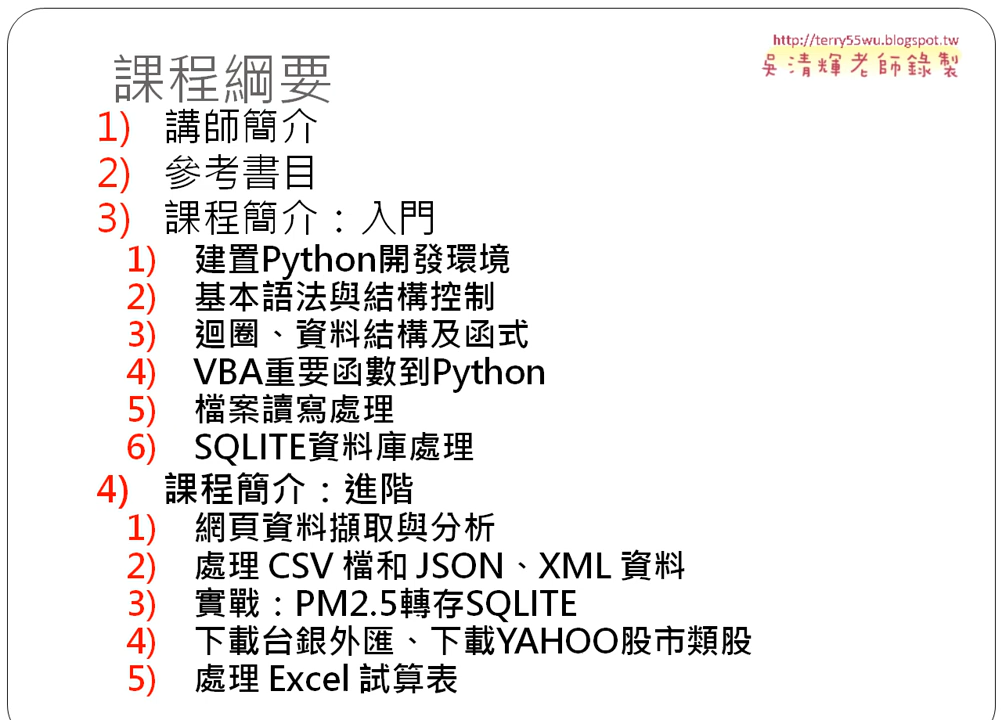 http://terry55wu.blogspot.tw
吳清輝老師錄製
課程綱要
1) 講師簡介
2) 參考書目
3) 課程簡介：入門
1) 建置Python開發環境
2) 基本語法與結構控制
3) 迴圈、資料結構及函式
4) VBA重要函數到Python
5) 檔案讀寫處理
6) SQLITE資料庫處理
4) 課程簡介：進階
1) 網頁資料擷取與分析
2) 處理 CSV 檔和 JSON、XML 資料
3) 實戰：PM2.5轉存SQLITE
4) 下載台銀外匯、下載YAHOO股市類股
5) 處理 Excel 試算表